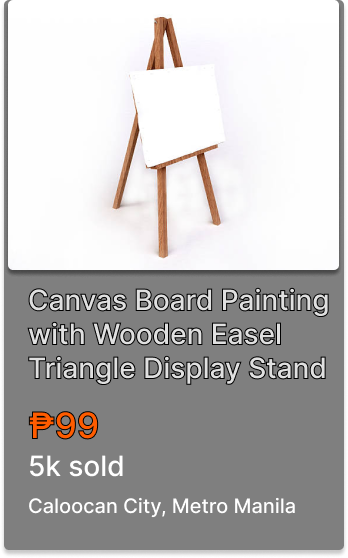 Canvas Board Painting
with Wooden Easel
Triangle Display Stand
₱99
5k sold
Caloocan City, Metro Manila